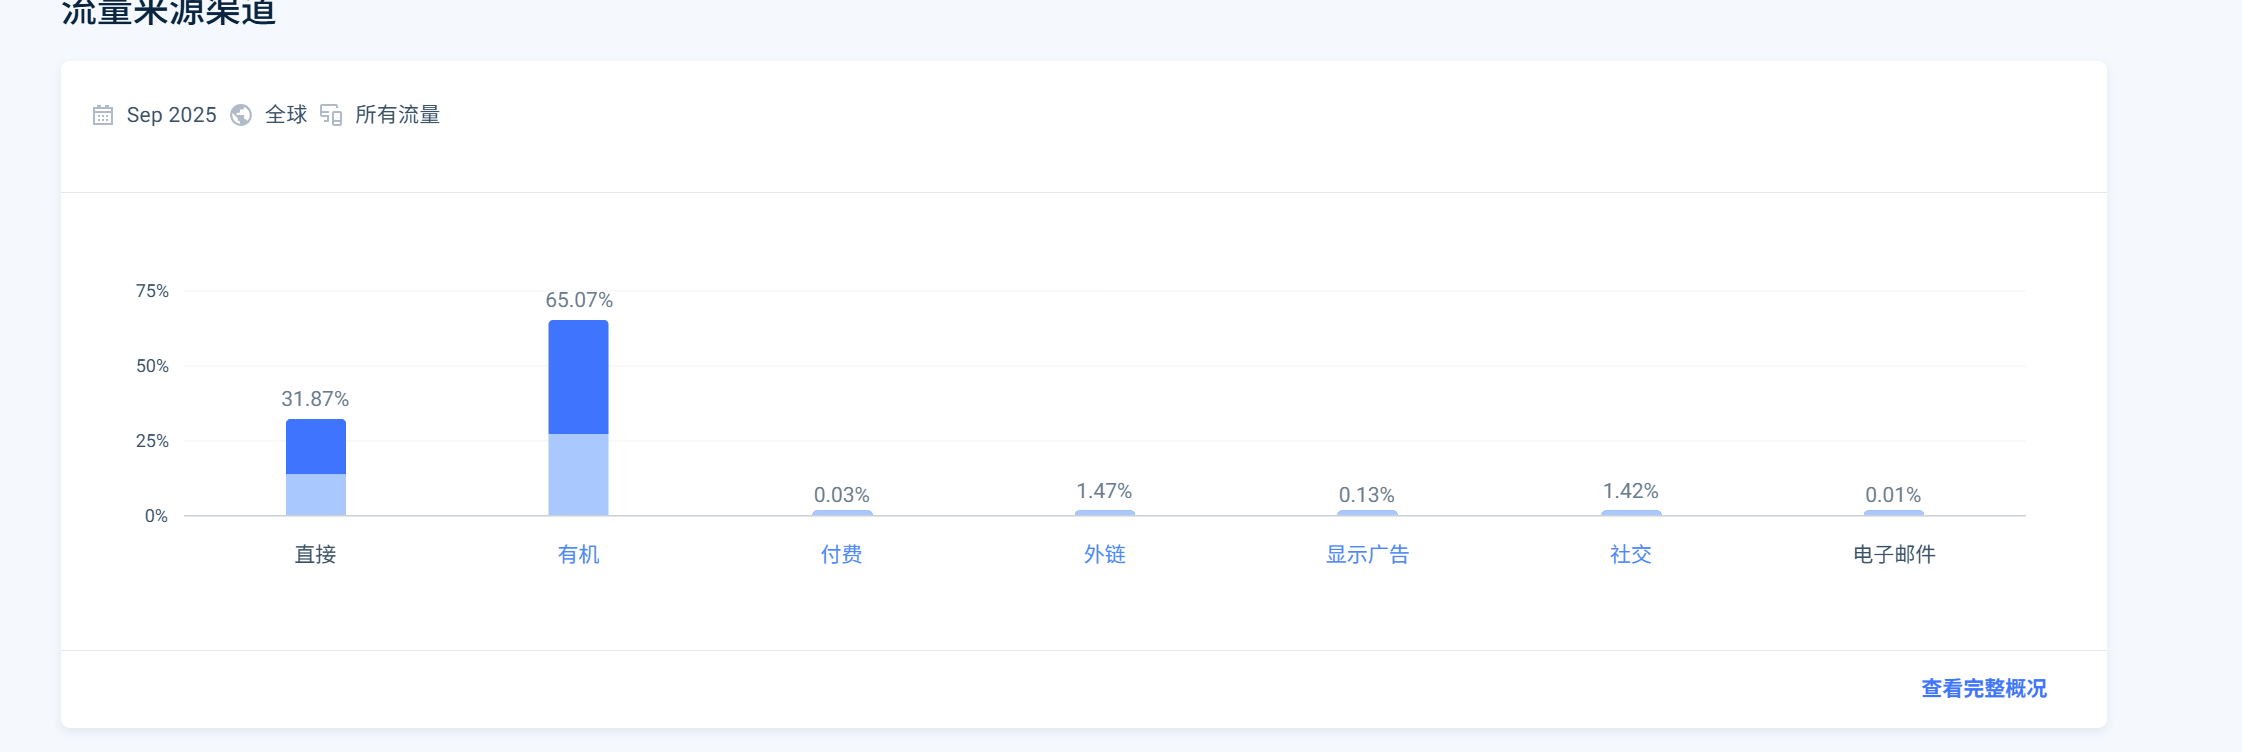 流量来源渠道
Sep 2025 全球 所有流量
75%
50%
25%
0%
31.87%
65.07%
0.03%
1.47%
0.13%
1.42%
0.01%
直接 有机 付费 外链 显示广告 社交 电子邮件
查看完整概况